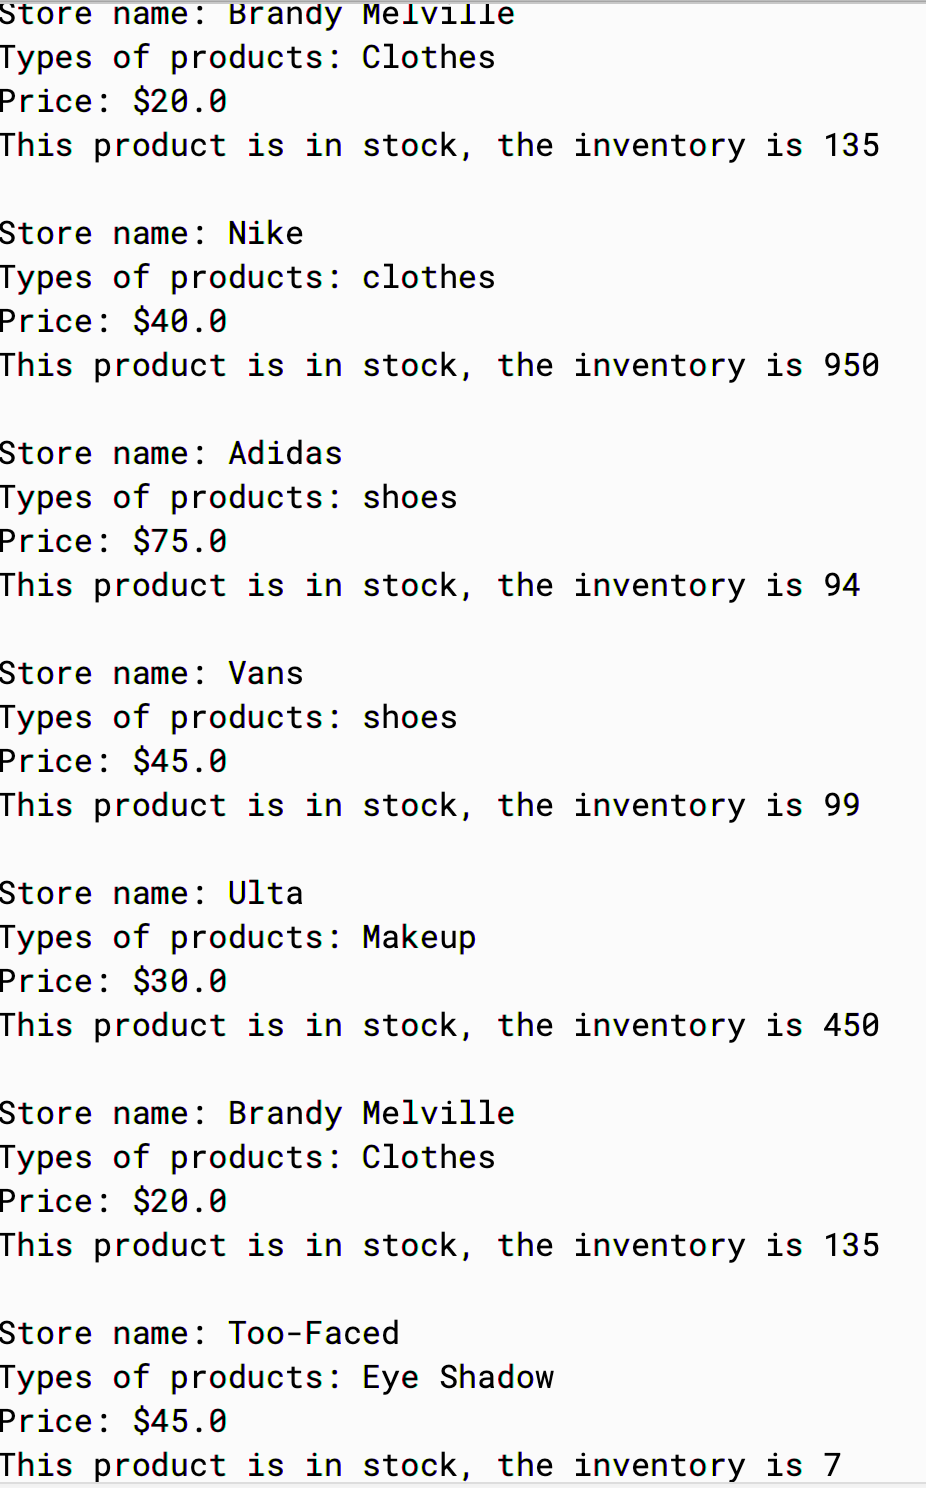 Store name: Brandy Melville
Types of products: Clothes
Price: $20.0
This product is in stock, the inventory is 135
Store name: Nike
Types of products: clothes
Price: $40.0
This product is in stock, the inventory is 950
Store name: Adidas
Types of products: shoes
Price: $75.0
This product is in stock, the inventory is 94
Store name: Vans
Types of products: shoes
Price: $45.0
This product is in stock, the inventory is 99
Store name: Ulta
Types of products: Makeup
Price: $30.0
This product is in stock, the inventory is 450
Store name: Brandy Melville
Types of products: Clothes
Price: $20.0
This product is in stock, the inventory is 135
Store name: Too-Faced
Types of products: Eye Shadow
Price: $45.0
This product is in stock, the inventory is 7